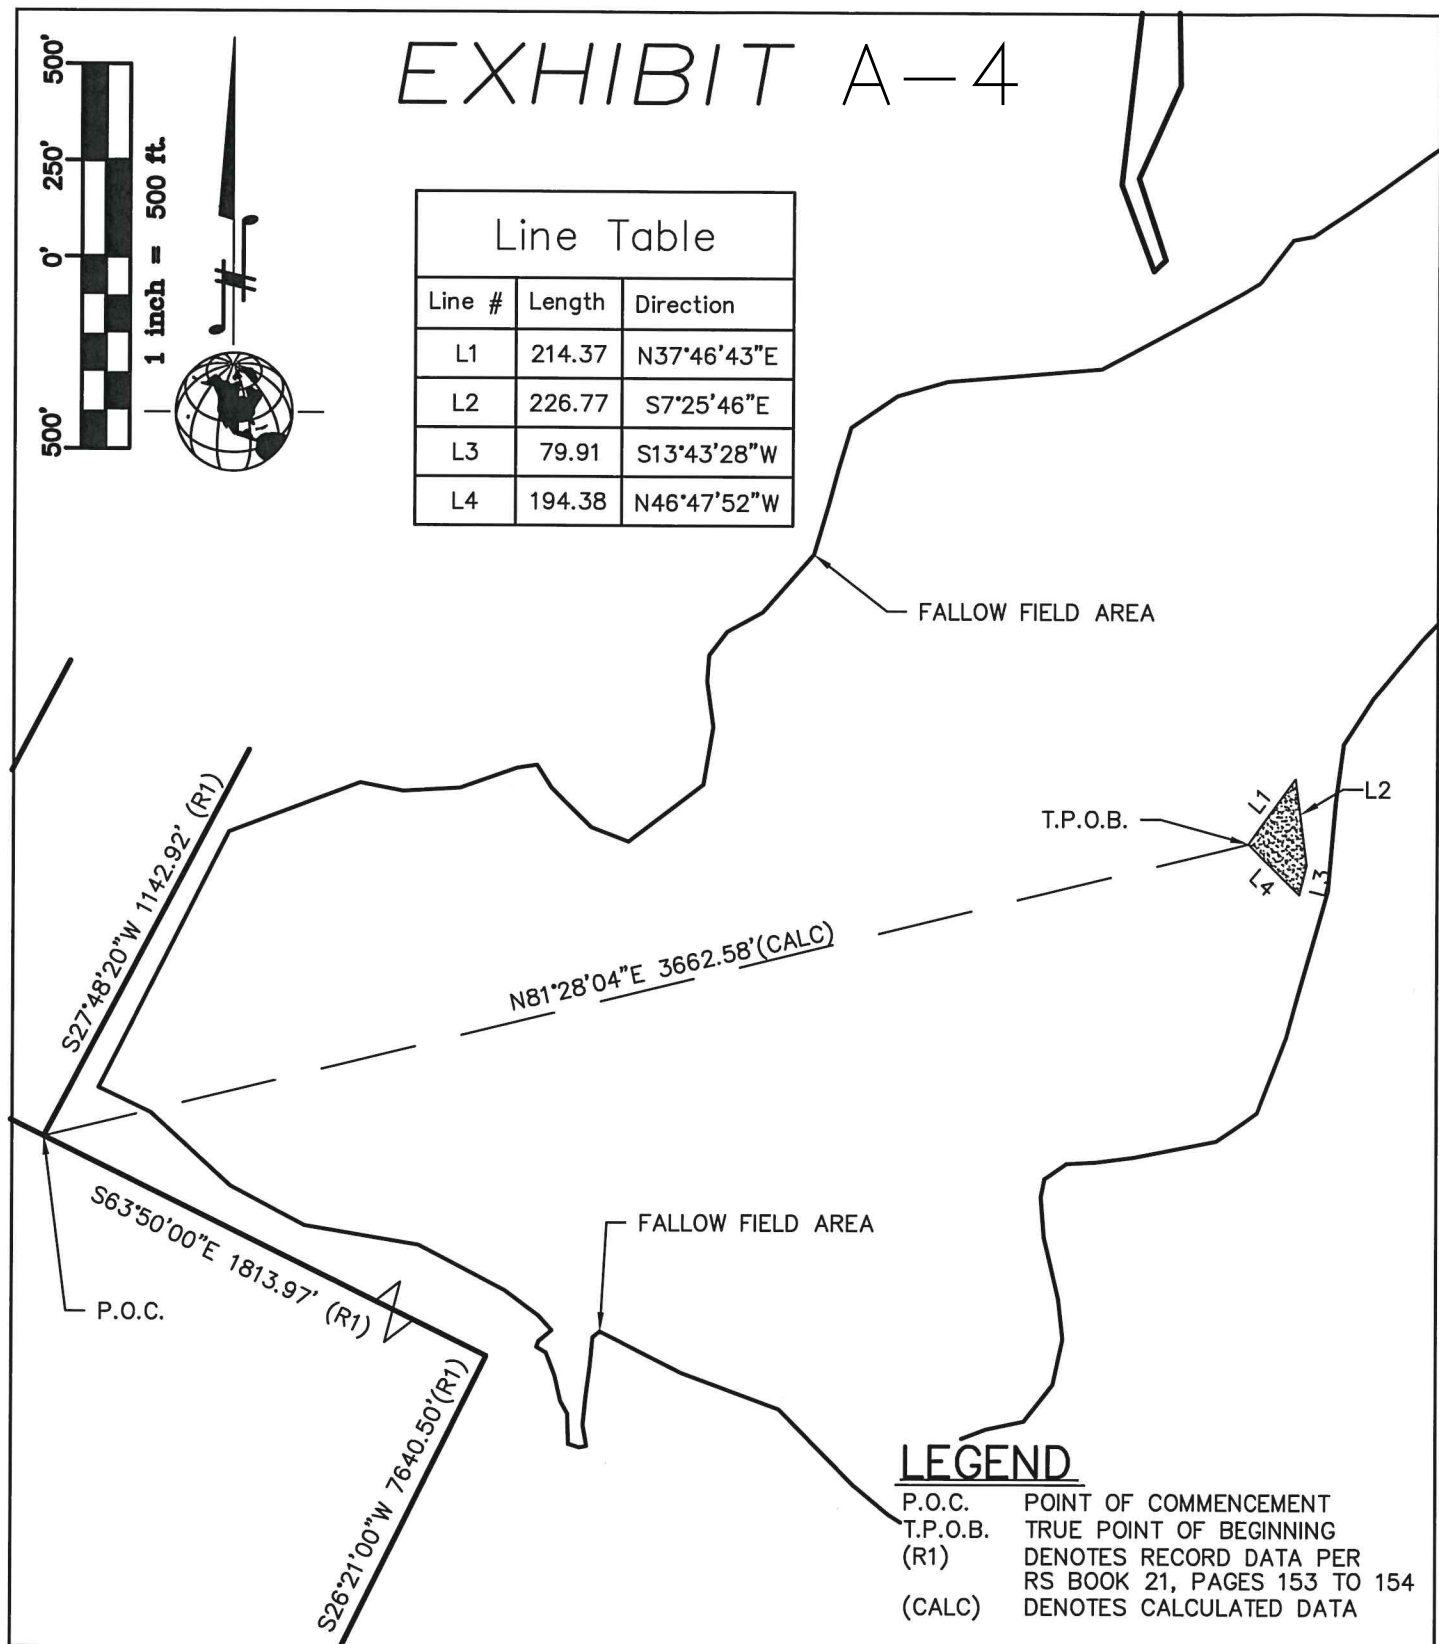 EXHIBIT A-4
500'
250'
0'
500'
1 inch = 500 ft.
Line Table
Line # Length Direction
L1 214.37 N37°46'43"E
L2 226.77 S7°25'46"E
L3 79.91 S13°43'28"W
L4 194.38 N46°47'52"W
FALLOW FIELD AREA
L1
L2
T.P.O.B.
L4
L3
S27°48'20"W 1142.92' (R1)
N81°28'04"E 3662.58'(CALC)
S63°50'00"E 1813.97' (R1)
FALLOW FIELD AREA
P.O.C.
S26°21'00"W 7640.50'(R1)
LEGEND
P.O.C. POINT OF COMMENCEMENT
T.P.O.B. TRUE POINT OF BEGINNING
(R1) DENOTES RECORD DATA PER
RS BOOK 21, PAGES 153 TO 154
(CALC) DENOTES CALCULATED DATA